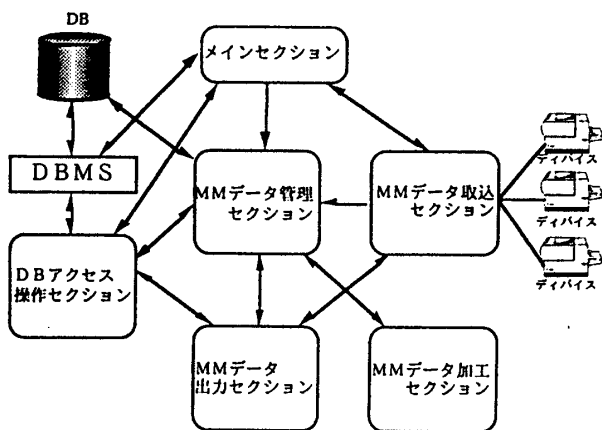 DB
メインセクション
DBMS
MMデータ管理
セクション
MMデータ取込
セクション
ディバイス
ディバイス
ディバイス
DBアクセス
操作セクション
MMデータ
出力セクション
MMデータ加工
セクション